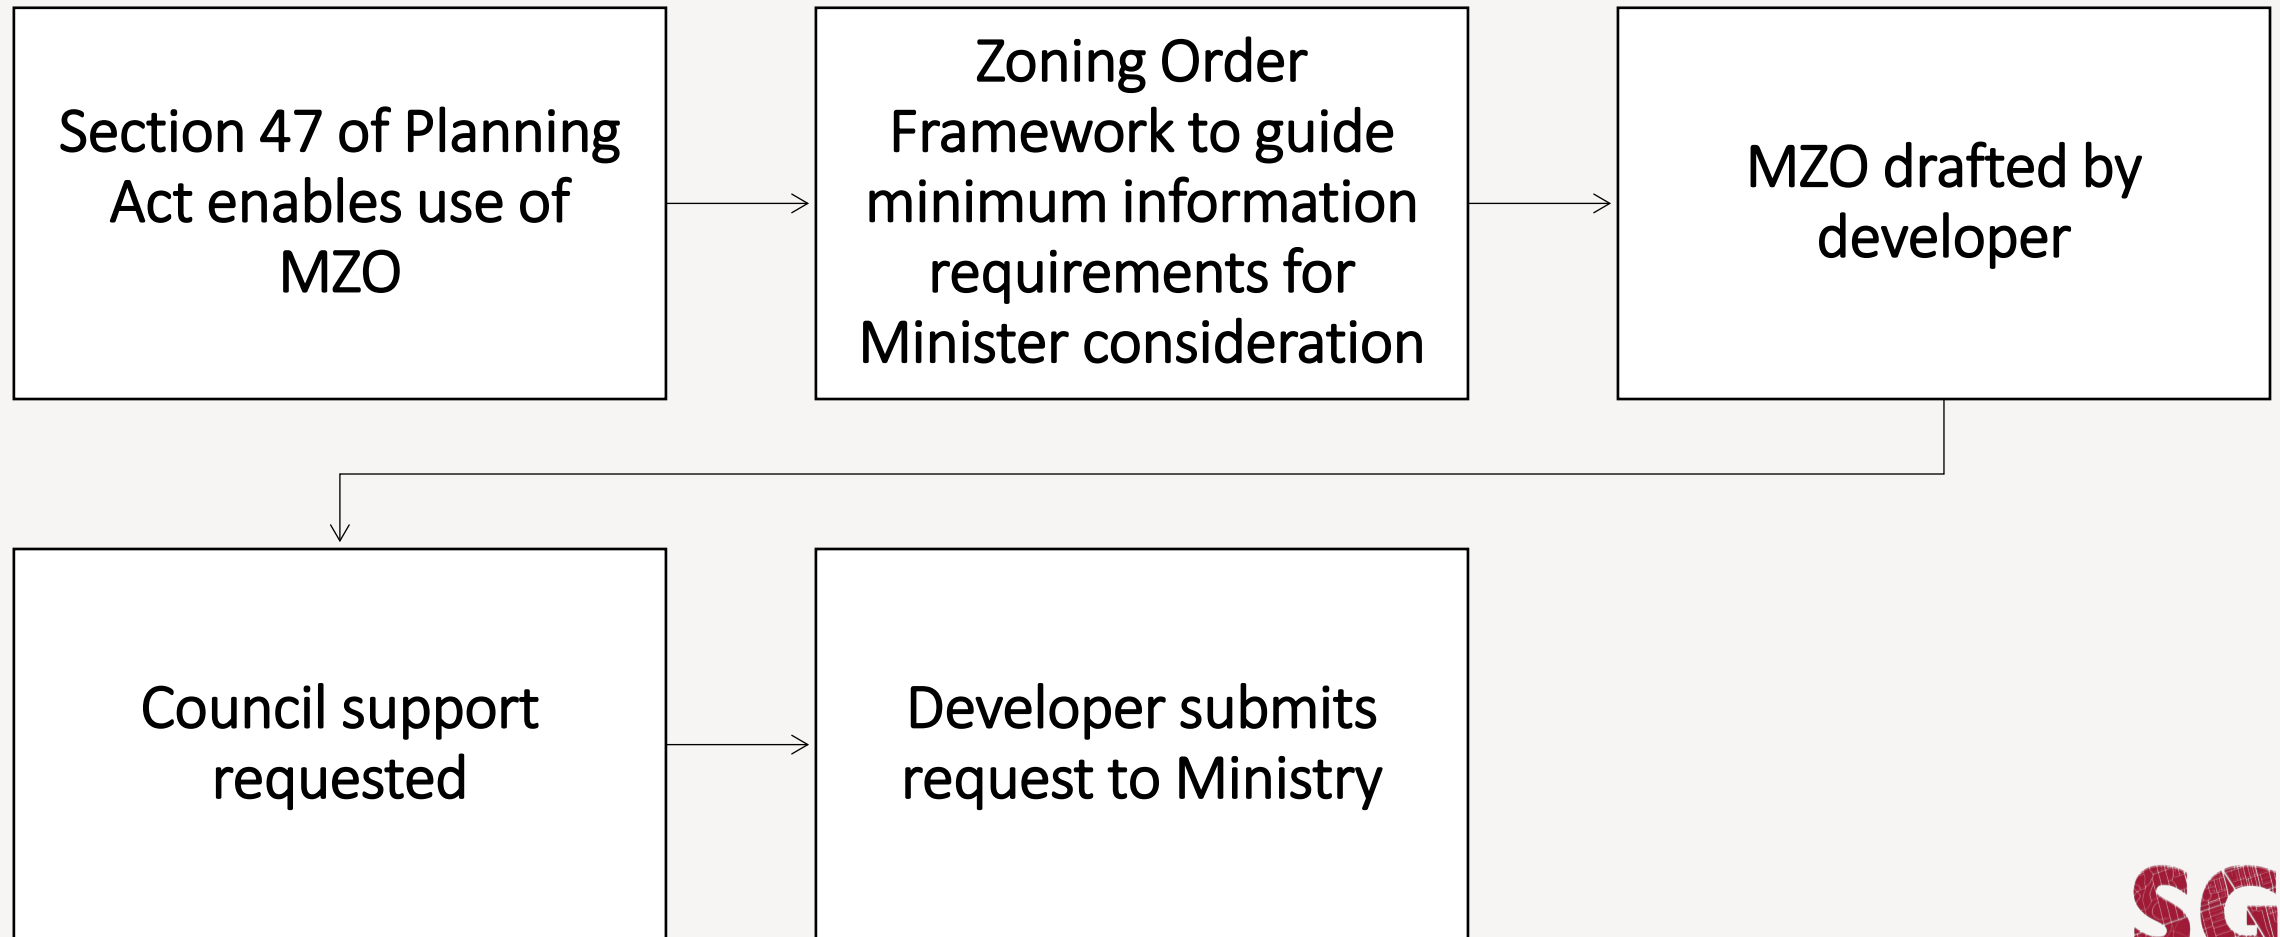 Section 47 of Planning
Act enables use of
MZO
Zoning Order
Framework to guide
minimum information
requirements for
Minister consideration
MZO drafted by
developer
Council support
requested
Developer submits
request to Ministry
SG